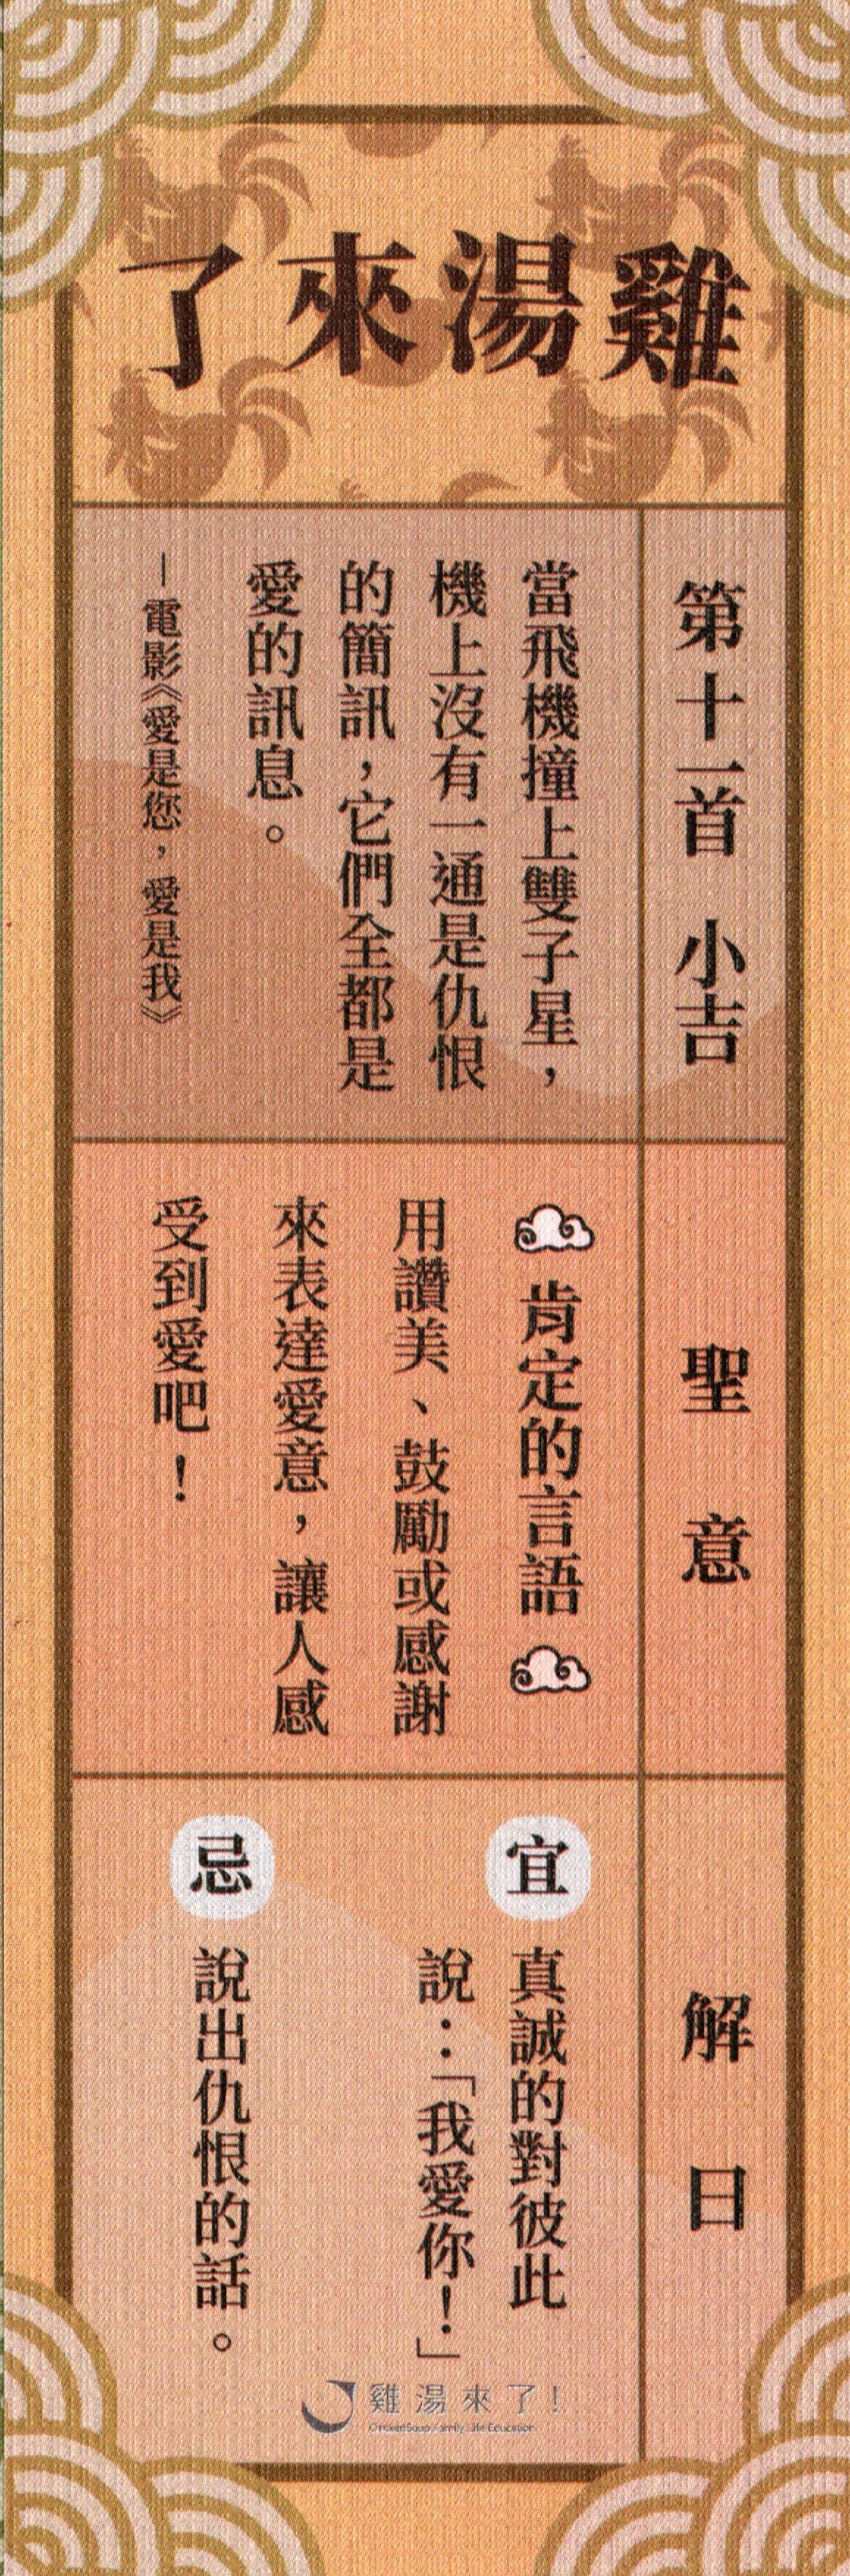 雞湯來了
第十一首 小吉
當飛機撞上雙子星，
機上沒有一通是仇恨
的簡訊，它們全都是
愛的訊息。
—電影《愛是您，愛是我》
聖意
肯定的言語
用讚美、鼓勵或感謝
來表達愛意，讓人感
受到愛吧！
解曰
宜
真誠的對彼此
說：「我愛你！」
忌
說出仇恨的話。
雞湯來了！
ChickenSoup Family Life Education